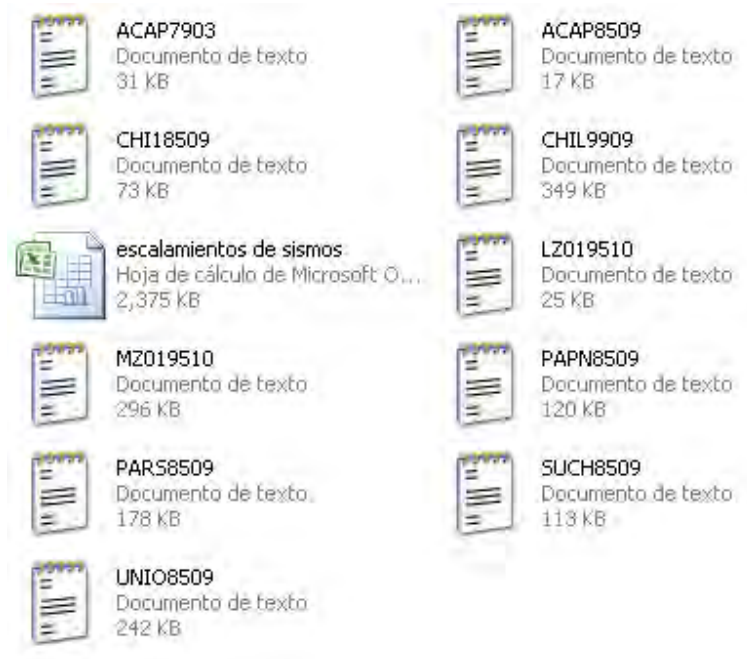 ACAP7903
Documento de texto
31 KB
ACAP8509
Documento de texto
17 KB
CHI18509
Documento de texto
73 KB
CHIL9909
Documento de texto
349 KB
escalamientos de sismos
Hoja de cálculo de Microsoft O...
2,375 KB
LZ019510
Documento de texto
25 KB
MZ019510
Documento de texto
296 KB
PAPN8509
Documento de texto
120 KB
PARS8509
Documento de texto
178 KB
SUCH8509
Documento de texto
113 KB
UNIO8509
Documento de texto
242 KB